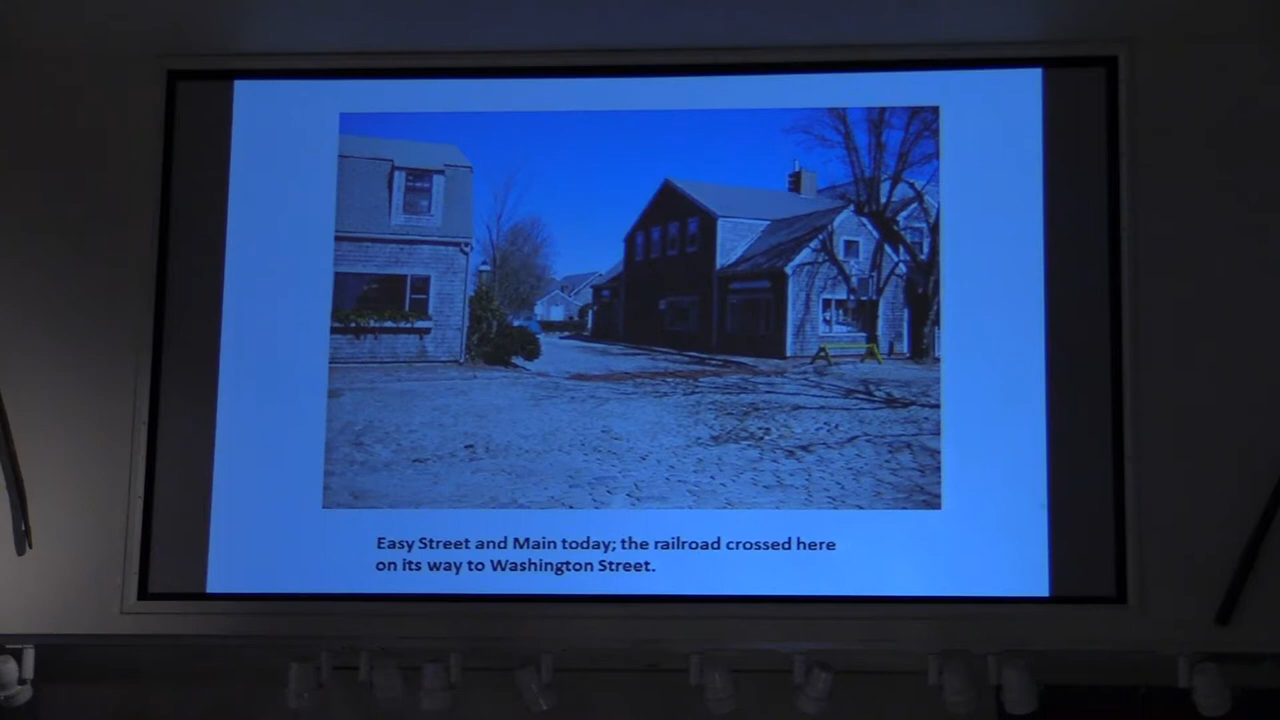 Easy Street and Main today; the railroad crossed here
on its way to Washington Street.